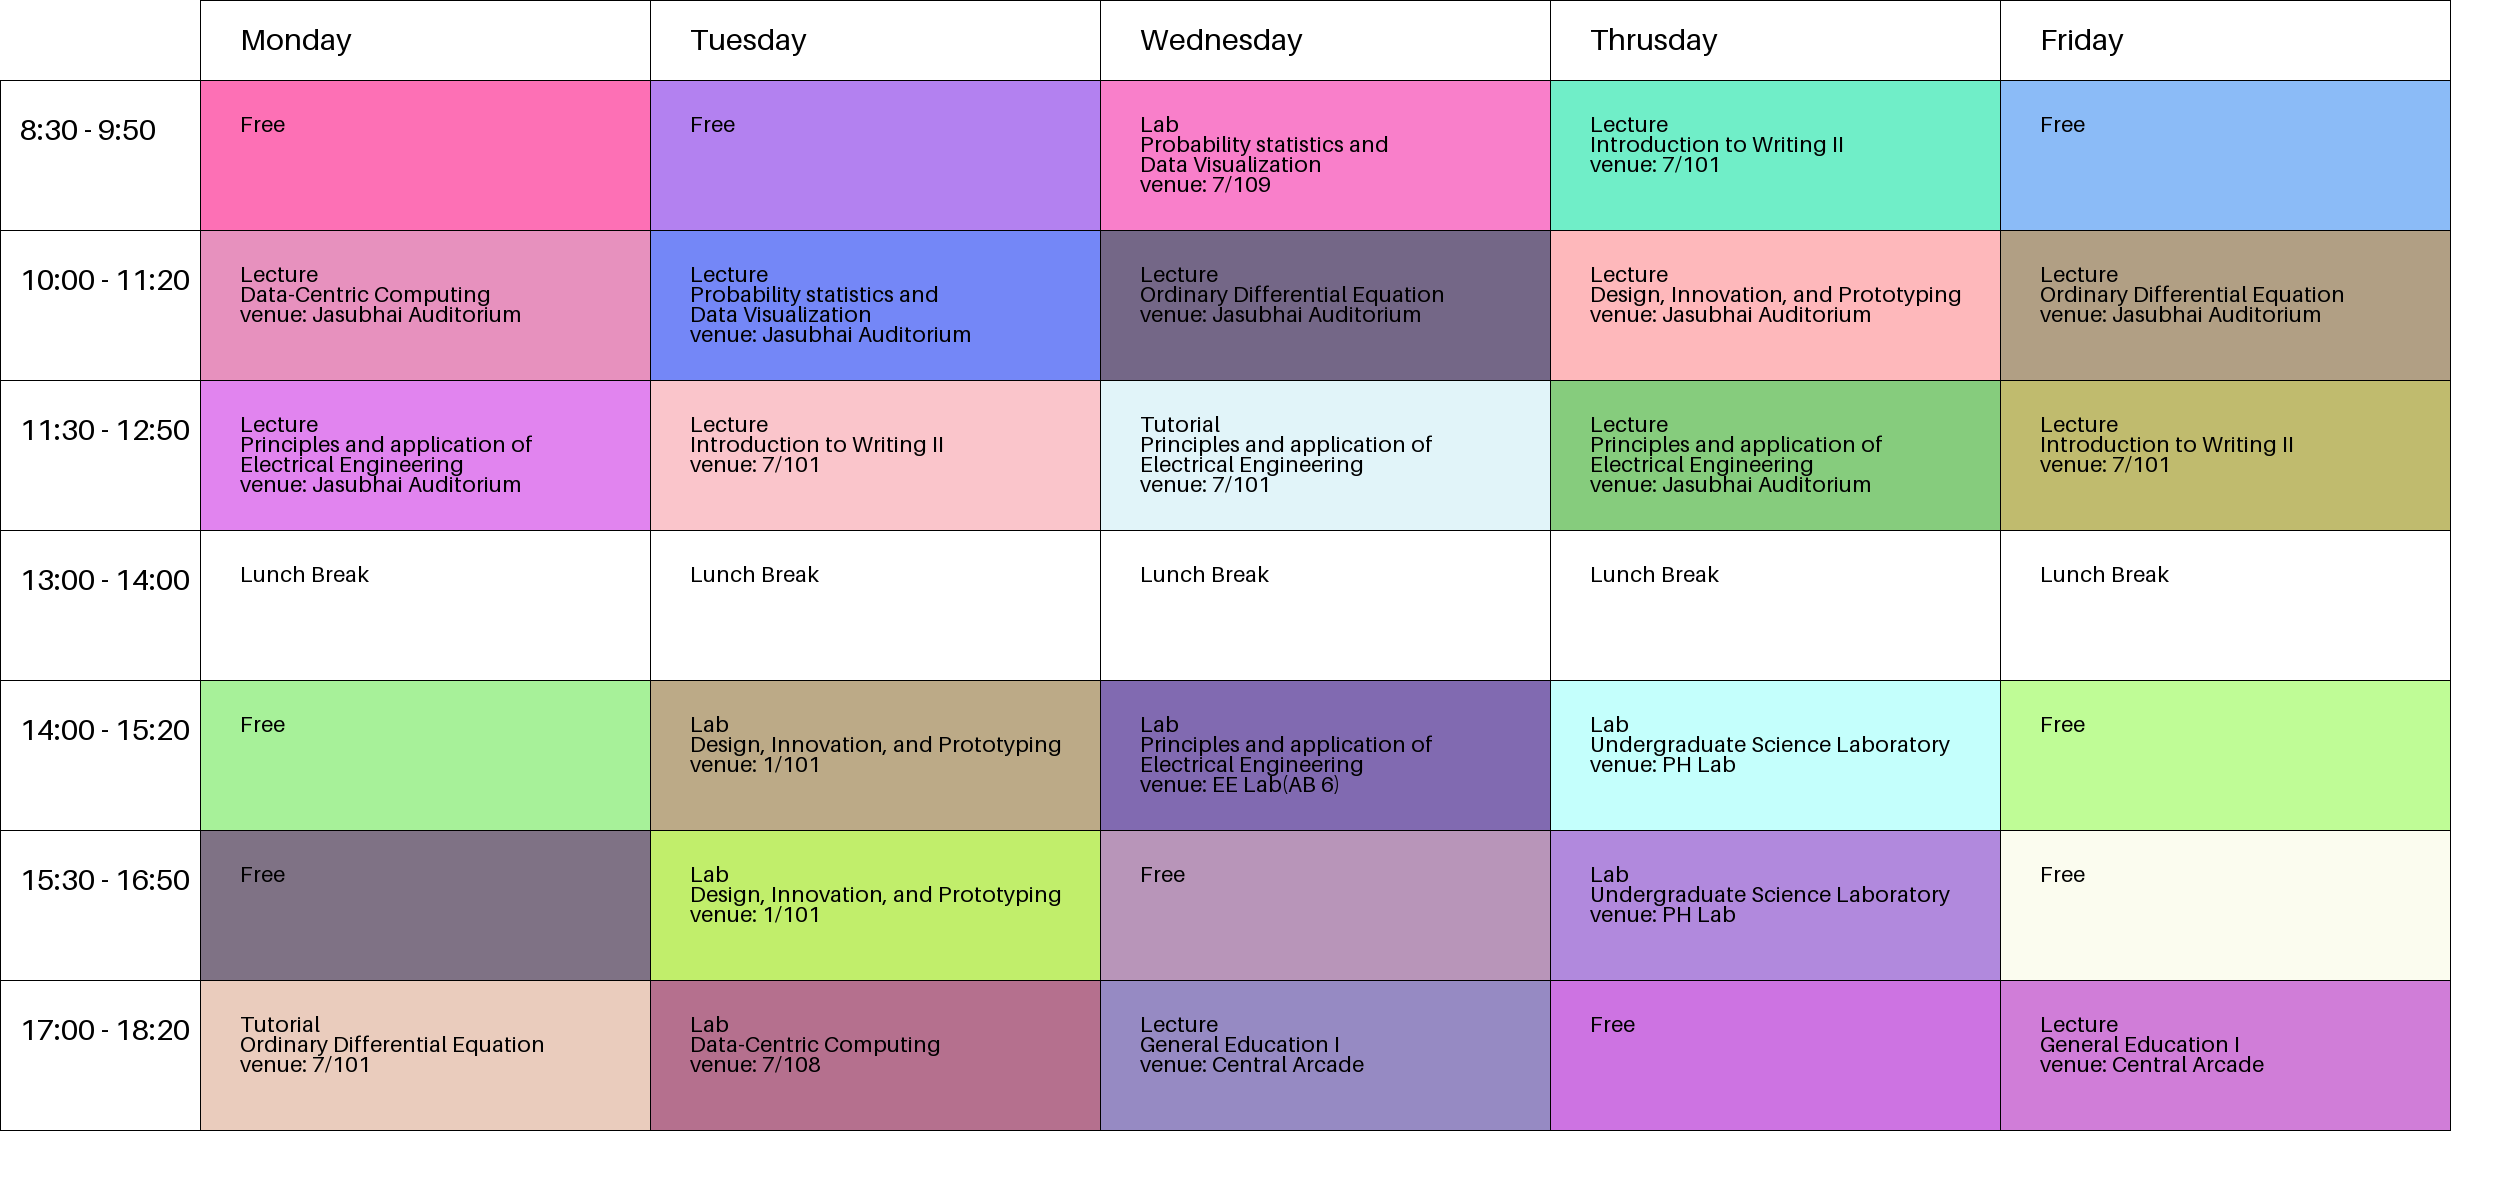 Monday
Tuesday
Wednesday
Thrusday
Friday
8:30 - 9:50
Free
Free
Lab
Probability statistics and
Data Visualization
venue: 7/109
Lecture
Introduction to Writing II
venue: 7/101
Free
10:00 - 11:20
Lecture
Data-Centric Computing
venue: Jasubhai Auditorium
Lecture
Probability statistics and
Data Visualization
venue: Jasubhai Auditorium
Lecture
Ordinary Differential Equation
venue: Jasubhai Auditorium
Lecture
Design, Innovation, and Prototyping
venue: Jasubhai Auditorium
Lecture
Ordinary Differential Equation
venue: Jasubhai Auditorium
11:30 - 12:50
Lecture
Principles and application of
Electrical Engineering
venue: Jasubhai Auditorium
Lecture
Introduction to Writing II
venue: 7/101
Tutorial
Principles and application of
Electrical Engineering
venue: 7/101
Lecture
Principles and application of
Electrical Engineering
venue: Jasubhai Auditorium
Lecture
Introduction to Writing II
venue: 7/101
13:00 - 14:00
Lunch Break
Lunch Break
Lunch Break
Lunch Break
Lunch Break
14:00 - 15:20
Free
Lab
Design, Innovation, and Prototyping
venue: 1/101
Lab
Principles and application of
Electrical Engineering
venue: EE Lab(AB 6)
Lab
Undergraduate Science Laboratory
venue: PH Lab
Free
15:30 - 16:50
Free
Lab
Design, Innovation, and Prototyping
venue: 1/101
Free
Lab
Undergraduate Science Laboratory
venue: PH Lab
Free
17:00 - 18:20
Tutorial
Ordinary Differential Equation
venue: 7/101
Lab
Data-Centric Computing
venue: 7/108
Lecture
General Education I
venue: Central Arcade
Free
Lecture
General Education I
venue: Central Arcade